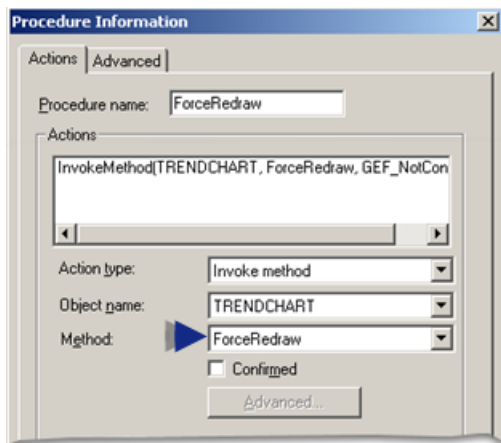 Procedure Information
Actions Advanced
Procedure name: ForceRedraw
Actions
InvokeMethod(TRENDCHART, ForceRedraw, GEF_NotCon
Action type: Invoke method
Object name: TRENDCHART
Method: ForceRedraw
Confirmed
Advanced...